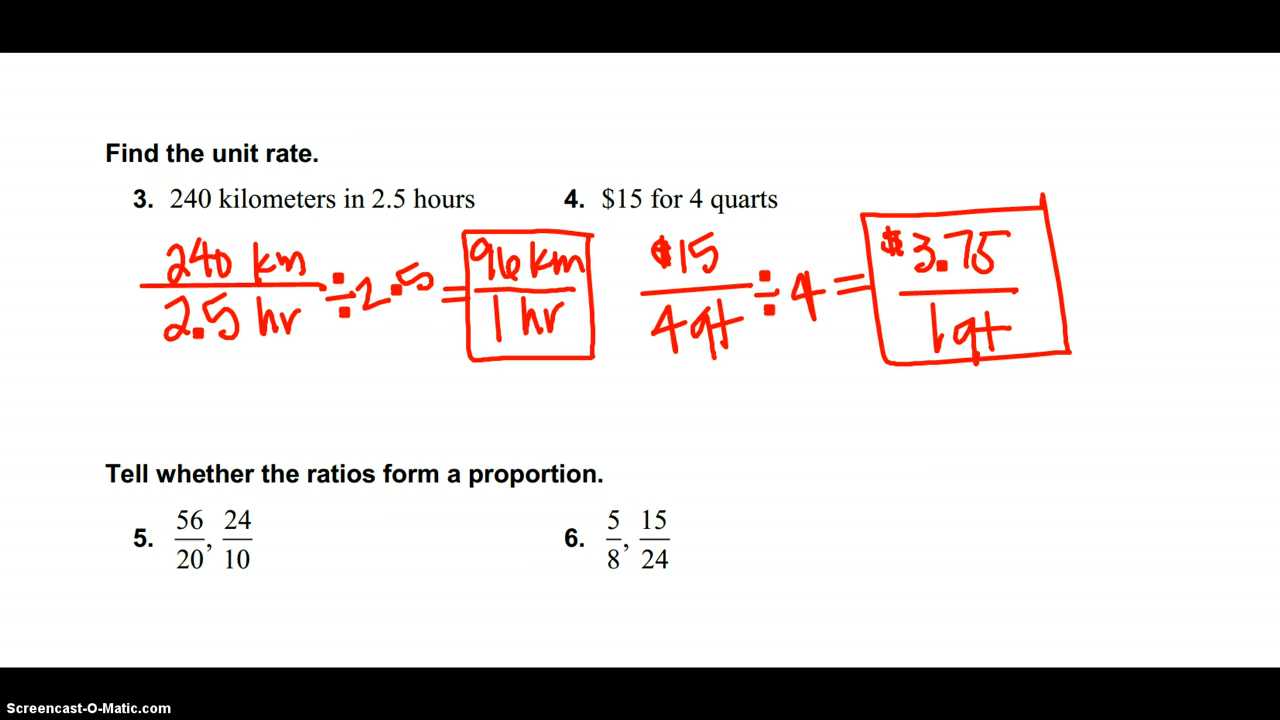 Find the unit rate.
3. 240 kilometers in 2.5 hours
4. $15 for 4 quarts
240 km / 2.5 hr ÷ 2.5 = 96 km / 1 hr
$15 / 4 qt ÷ 4 = $3.75 / 1 qt
Tell whether the ratios form a proportion.
5. 56/20, 24/10
6. 5/8, 15/24
Screencast-O-Matic.com